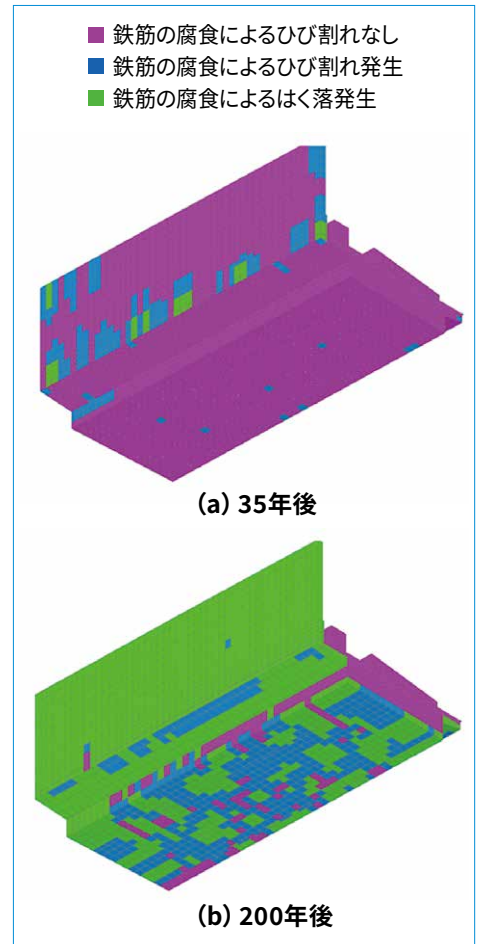 鉄筋の腐食によるひび割れなし
鉄筋の腐食によるひび割れ発生
鉄筋の腐食によるはく落発生
(a) 35年後
(b) 200年後